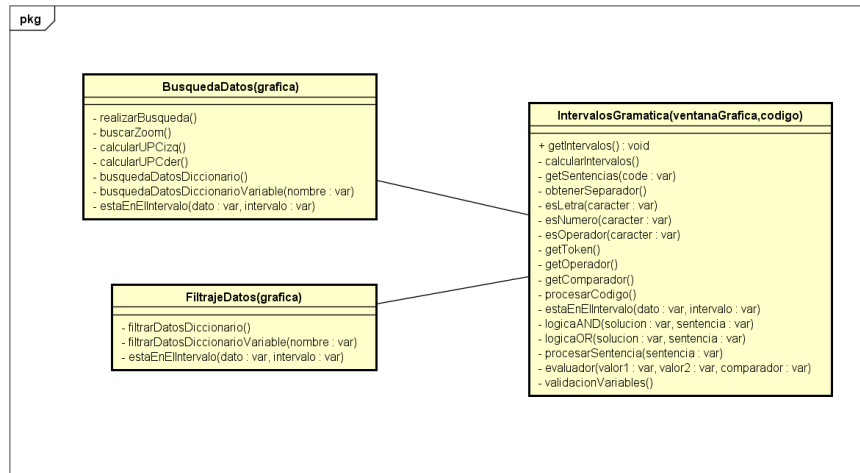 pkg
BusquedaDatos(grafica)
- realizarBusqueda()
- buscarZoom()
- calcularUPCizq()
- calcularUPCder()
- busquedaDatosDiccionario()
- busquedaDatosDiccionarioVariable(nombre : var)
- estaEnElIntervalo(dato : var, intervalo : var)
FiltrajeDatos(grafica)
- filtrarDatosDiccionario()
- filtrarDatosDiccionarioVariable(nombre : var)
- estaEnElIntervalo(dato : var, intervalo : var)
IntervalosGramatica(ventanaGrafica,codigo)
+ getIntervalos() : void
- calcularIntervalos()
- getSentencias(code : var)
- obtenerSeparador()
- esLetra(caracter : var)
- esNumero(caracter : var)
- esOperador(caracter : var)
- getToken()
- getOperador()
- getComparador()
- procesarCodigo()
- estaEnElIntervalo(dato : var, intervalo : var)
- logicaAND(solucion : var, sentencia : var)
- logicaOR(solucion : var, sentencia : var)
- procesarSentencia(sentencia : var)
- evaluador(valor1 : var, valor2 : var, comparador : var)
- validacionVariables()